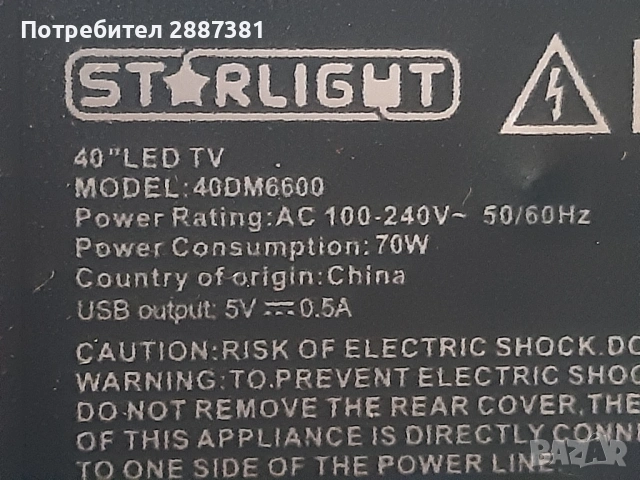 Потребител 2887381
STARLIGHT
40"LED TV
MODEL:40DM6600
Power Rating:AC 100-240V~ 50/60Hz
Power Consumption:70W
Country of origin:China
USB output: 5V ⎓ 0.5A
CAUTION:RISK OF ELECTRIC SHOCK.DO
WARNING:TO.PREVENT ELECTRIC SHOC
DO NOT REMOVE THE REAR COVER,THE
OF THIS APPLIANCE IS DIRECTLY CONN
TO ONE SIDE OF THE POWER LINE.
BAZAR